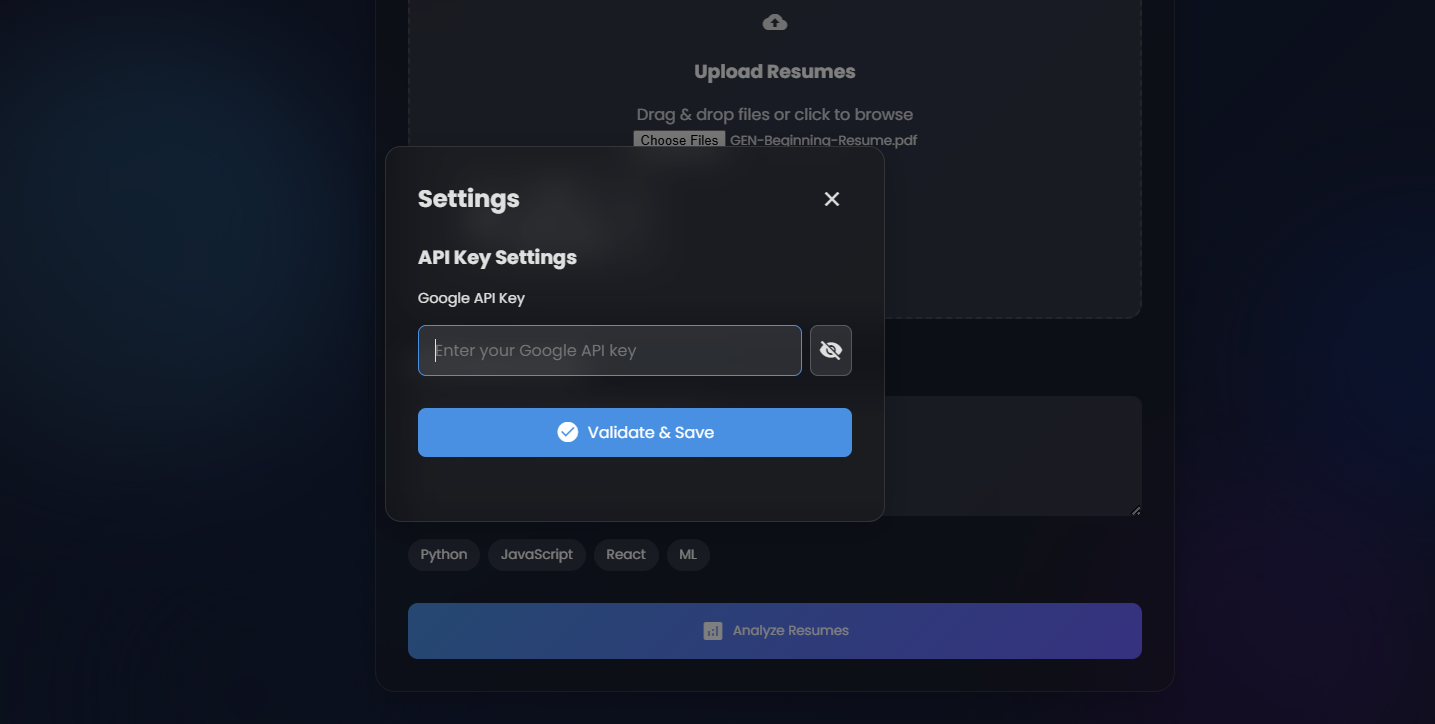 Upload Resumes
Drag & drop files or click to browse
Choose Files GEN-Beginning-Resume.pdf
Settings
API Key Settings
Google API Key
Enter your Google API key
Validate & Save
Python JavaScript React ML
Analyze Resumes